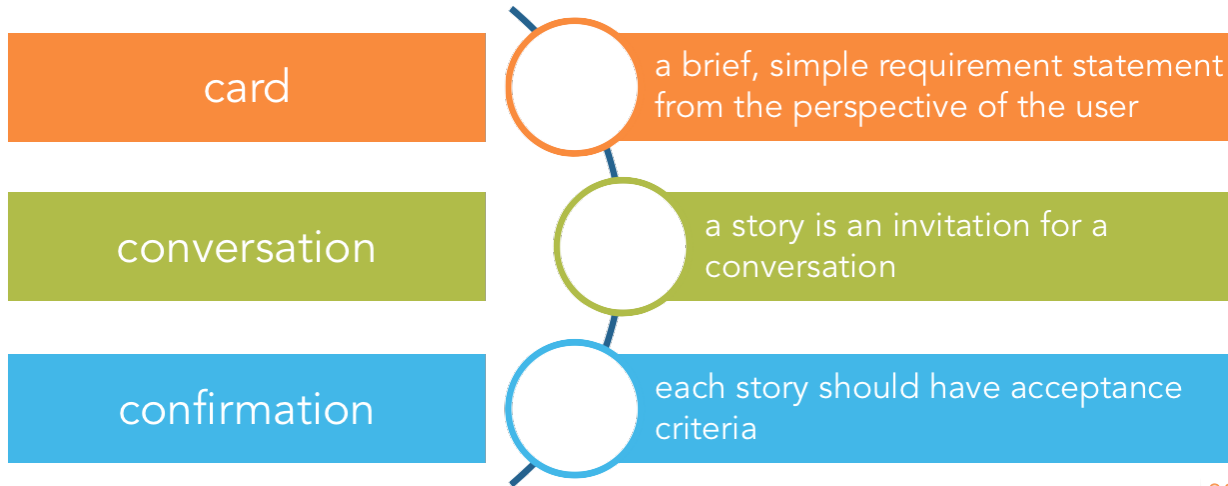 card
a brief, simple requirement statement
from the perspective of the user
conversation
a story is an invitation for a
conversation
confirmation
each story should have acceptance
criteria